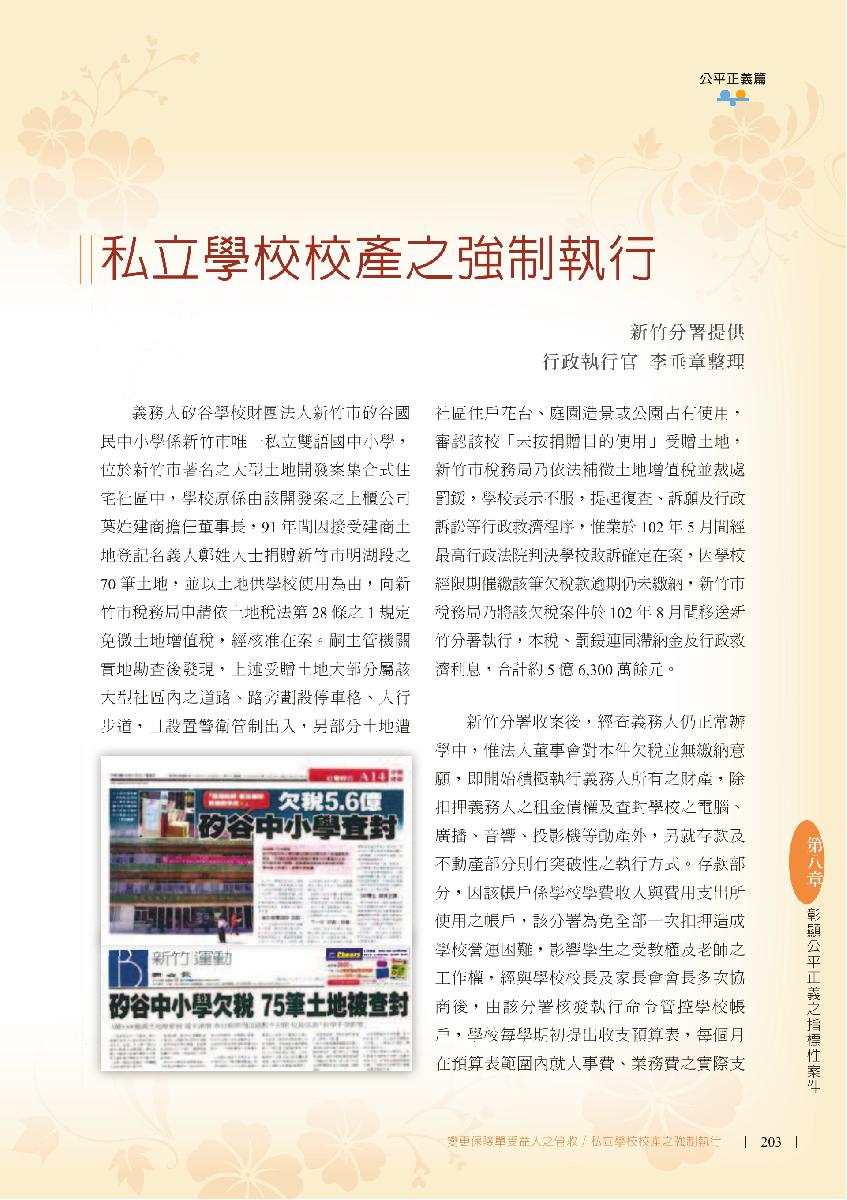 公平正義篇
私立學校校產之強制執行
新竹分署提供
行政執行官 李乖章整理
義務人矽谷學校財團法人新竹市矽谷國
民中小學係新竹市唯一私立雙語國中小學，
位於新竹市著名之大型土地開發案集合式住
宅社區中，學校原係由該開發案之上櫃公司
葉姓建商擔任董事長，91 年間因接受建商土
地登記名義人鄭姓人士捐贈新竹市明湖段之
70 筆土地，並以土地供學校使用為由，向新
竹市稅務局申請依土地稅法第 28 條之 1 規定
免徵土地增值稅，經核准在案。嗣主管機關
實地勘查後發現，上述受贈土地大部分屬該
大型社區內之道路、路旁劃設停車格、人行
步道，且設置警衛管制出入，另部分土地遭
A14
欠稅5.6億
矽谷中小學查封
新竹 運動
矽谷中小學欠稅 75筆土地被查封
社區住戶花台、庭園造景或公園占有使用，
審認該校「未按捐贈目的使用」受贈土地，
新竹市稅務局乃依法補徵土地增值稅並裁處
罰鍰，學校表示不服，提起復查、訴願及行政
訴訟等行政救濟程序，惟業於 102 年 5 月間經
最高行政法院判決學校敗訴確定在案，因學校
經限期催繳該筆欠稅款逾期仍未繳納，新竹市
稅務局乃將該欠稅案件於 102 年 8 月間移送新
竹分署執行，本稅、罰鍰連同滯納金及行政救
濟利息，合計約 5 億 6,300 萬餘元。
新竹分署收案後，經查義務人仍正常辦
學中，惟法人董事會對本件欠稅並無繳納意
願，即開始積極執行義務人所有之財產，除
扣押義務人之租金債權及查封學校之電腦、
廣播、音響、投影機等動產外，另就存款及
不動產部分則有突破性之執行方式。存款部
分，因該帳戶係學校學費收入與費用支出所
使用之帳戶，該分署為免全部一次扣押造成
學校營運困難，影響學生之受教權及老師之
工作權，經與學校校長及家長會會長多次協
商後，由該分署核發執行命令管控學校帳
戶，學校每學期初提出收支預算表，每個月
在預算表範圍內就人事費、業務費之實際支
第八章
彰顯公平正義之指標性案件
變更保險單受益人之管收 / 私立學校校產之強制執行 | 203 |